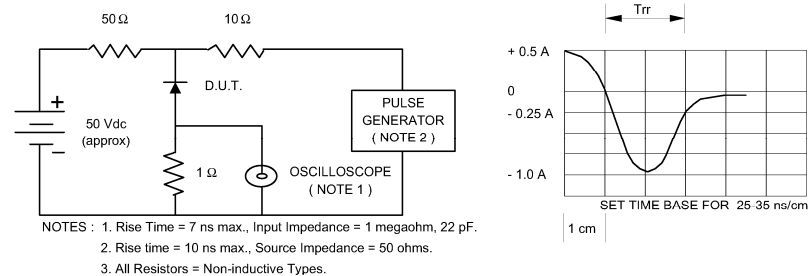 50 Ω
10 Ω
Trr
+ 0.5 A
D.U.T.
0
PULSE
GENERATOR
( NOTE 2 )
- 0.25 A
50 Vdc
(approx)
1 Ω
OSCILLOSCOPE
( NOTE 1 )
- 1.0 A
SET TIME BASE FOR 25-35 ns/cm
1 cm
NOTES : 1. Rise Time = 7 ns max., Input Impedance = 1 megaohm, 22 pF.
2. Rise time = 10 ns max., Source Impedance = 50 ohms.
3. All Resistors = Non-inductive Types.